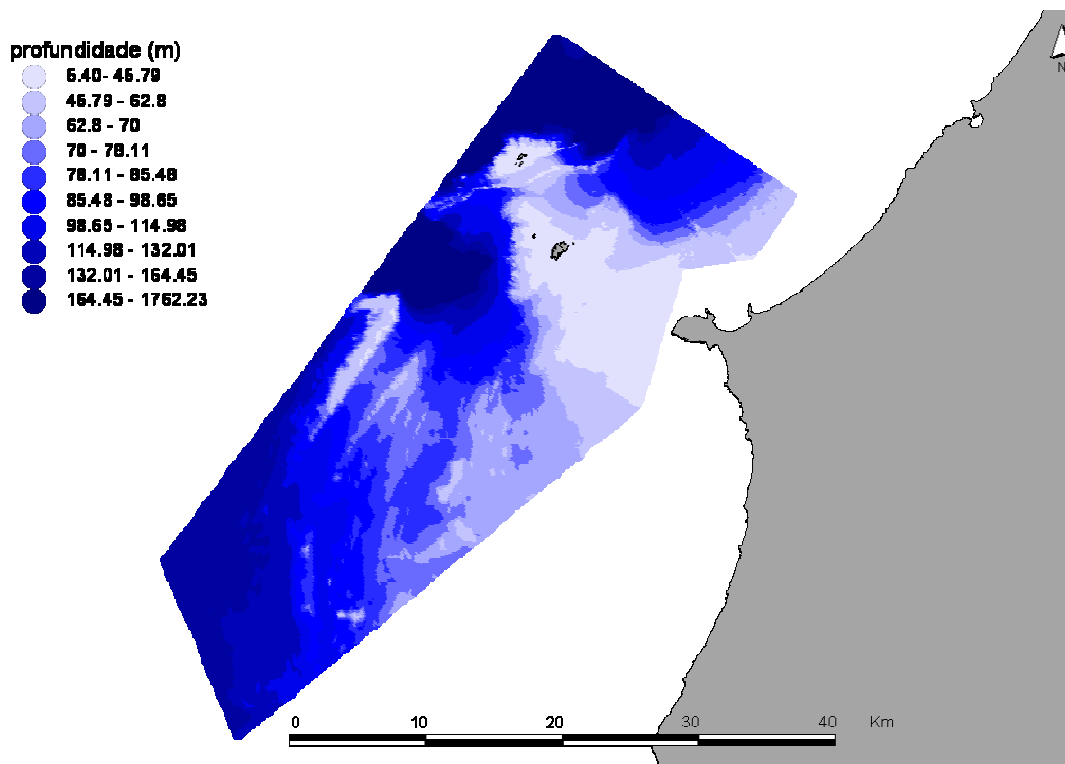 profundidade (m)
6.40- 46.79
46.79 - 62.8
62.8 - 70
70 - 78.11
78.11 - 85.48
85.48 - 98.65
98.65 - 114.98
114.98 - 132.01
132.01 - 164.45
164.45 - 1762.23
N
0 10 20 30 40 Km